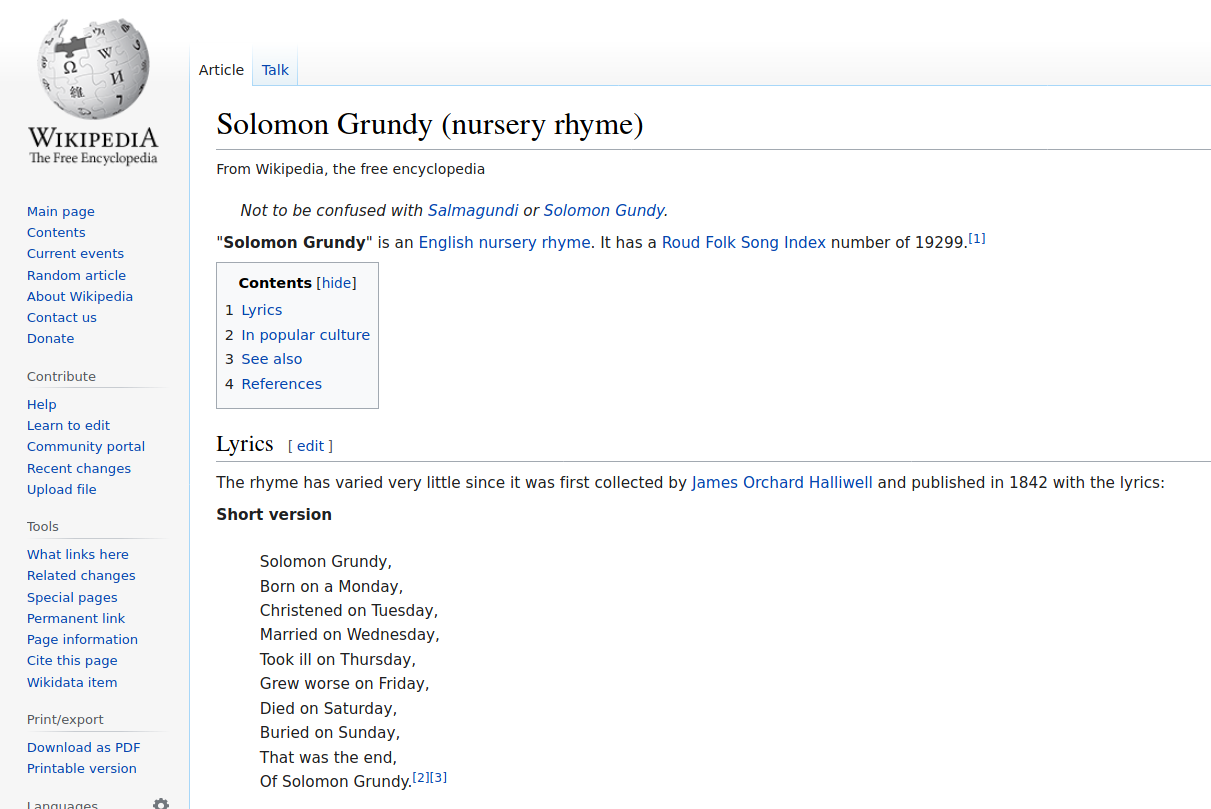 WIKIPEDIA
The Free Encyclopedia
Main page
Contents
Current events
Random article
About Wikipedia
Contact us
Donate
Contribute
Help
Learn to edit
Community portal
Recent changes
Upload file
Tools
What links here
Related changes
Special pages
Permanent link
Page information
Cite this page
Wikidata item
Print/export
Download as PDF
Printable version
Languages
Article Talk
Solomon Grundy (nursery rhyme)
From Wikipedia, the free encyclopedia
Not to be confused with Salmagundi or Solomon Gundy.
"Solomon Grundy" is an English nursery rhyme. It has a Roud Folk Song Index number of 19299.[1]
Contents [hide]
1 Lyrics
2 In popular culture
3 See also
4 References
Lyrics [ edit ]
The rhyme has varied very little since it was first collected by James Orchard Halliwell and published in 1842 with the lyrics:
Short version
Solomon Grundy,
Born on a Monday,
Christened on Tuesday,
Married on Wednesday,
Took ill on Thursday,
Grew worse on Friday,
Died on Saturday,
Buried on Sunday,
That was the end,
Of Solomon Grundy.[2][3]